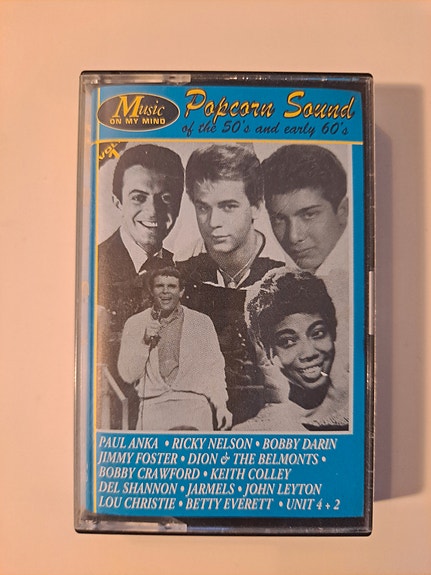 Music
ON MY MIND
Popcorn Sound
of the 50's and early 60's
VOL. 1
PAUL ANKA • RICKY NELSON • BOBBY DARIN
JIMMY FOSTER • DION & THE BELMONTS •
BOBBY CRAWFORD • KEITH COLLEY
DEL SHANNON • JARMELS • JOHN LEYTON
LOU CHRISTIE • BETTY EVERETT • UNIT 4 + 2